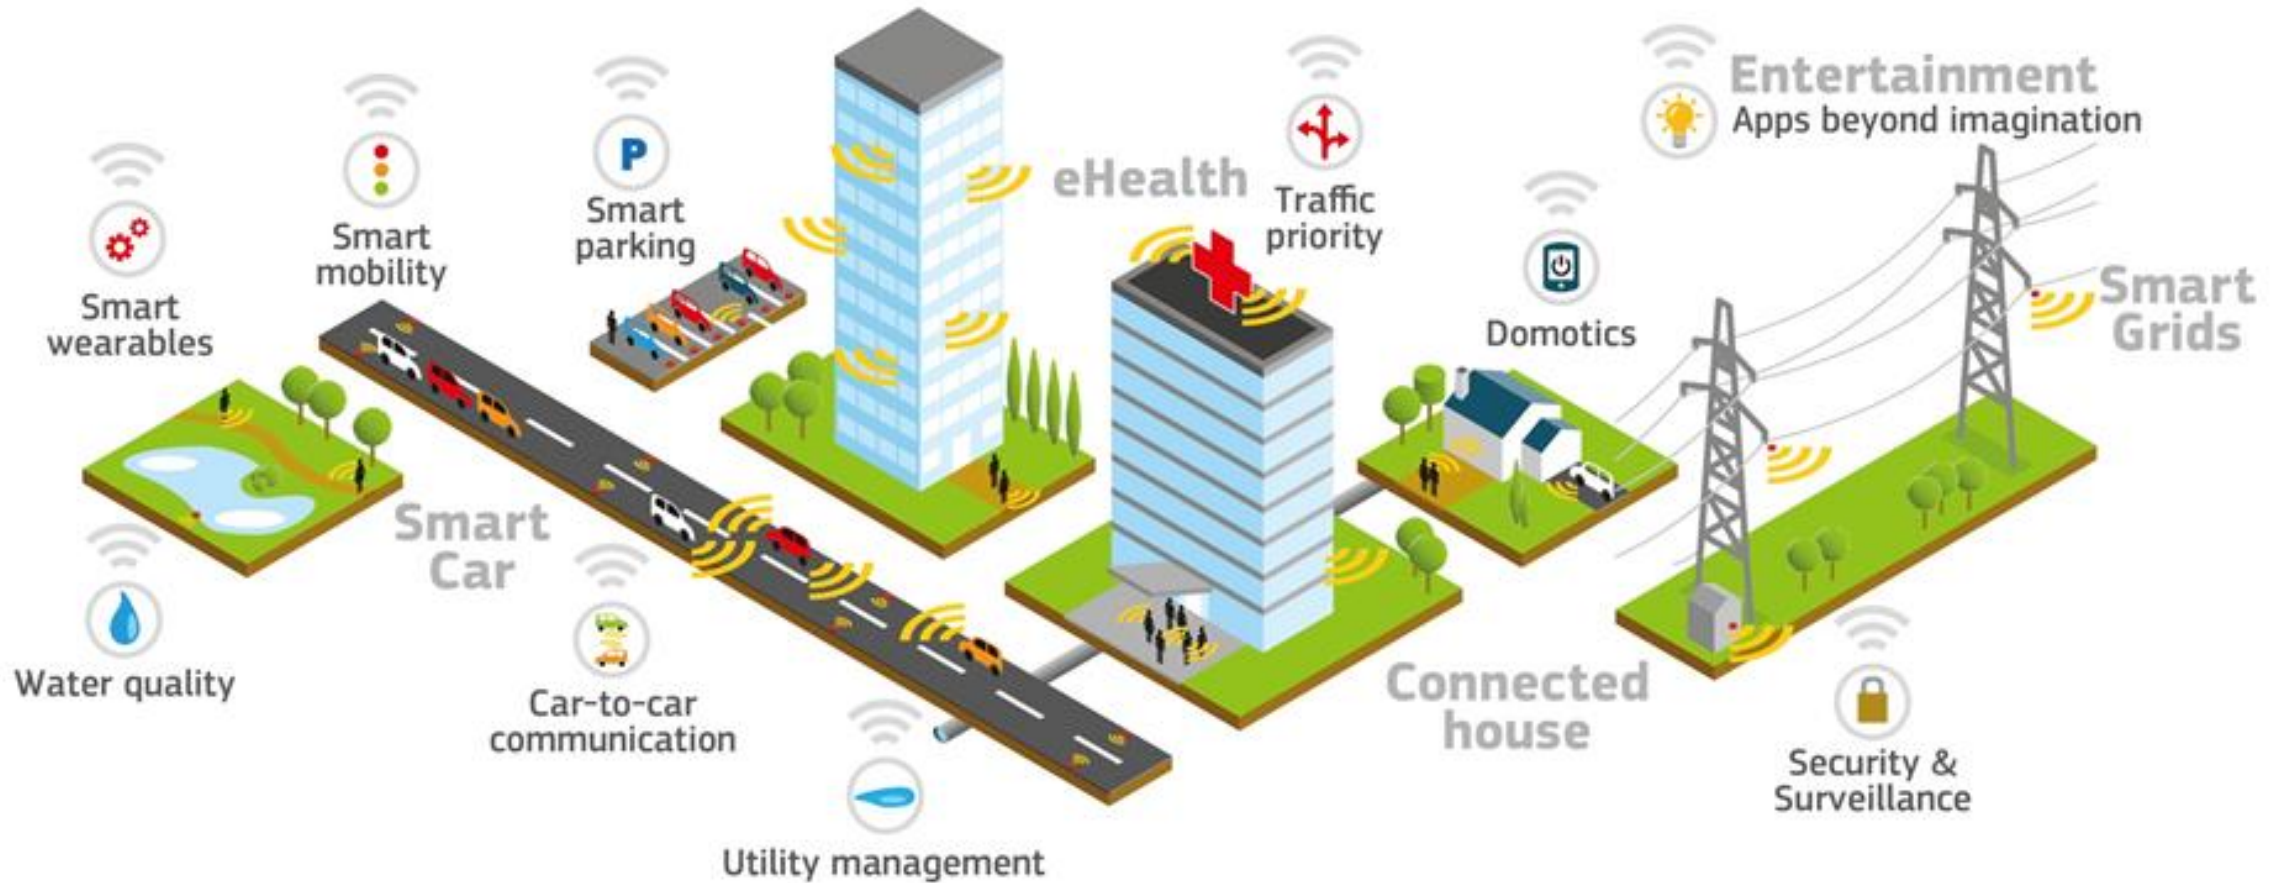 Entertainment
Apps beyond imagination
P
eHealth
Traffic
priority
Smart
parking
Smart
mobility
Smart
wearables
Domotics
Smart
Grids
Smart
Car
Water quality
Car-to-car
communication
Connected
house
Security &
Surveillance
Utility management